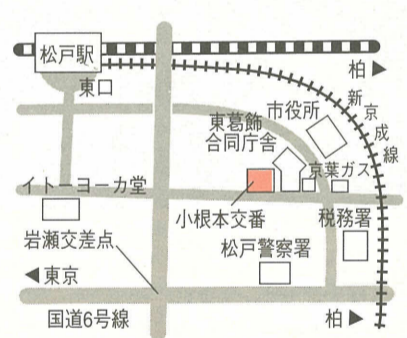 松戸駅
柏▶
東口
新京成線
市役所
東葛飾
合同庁舎
京葉ガス
イトーヨーカ堂
小根本交番
税務署
岩瀬交差点
松戸警察署
◀東京
国道6号線
柏▶